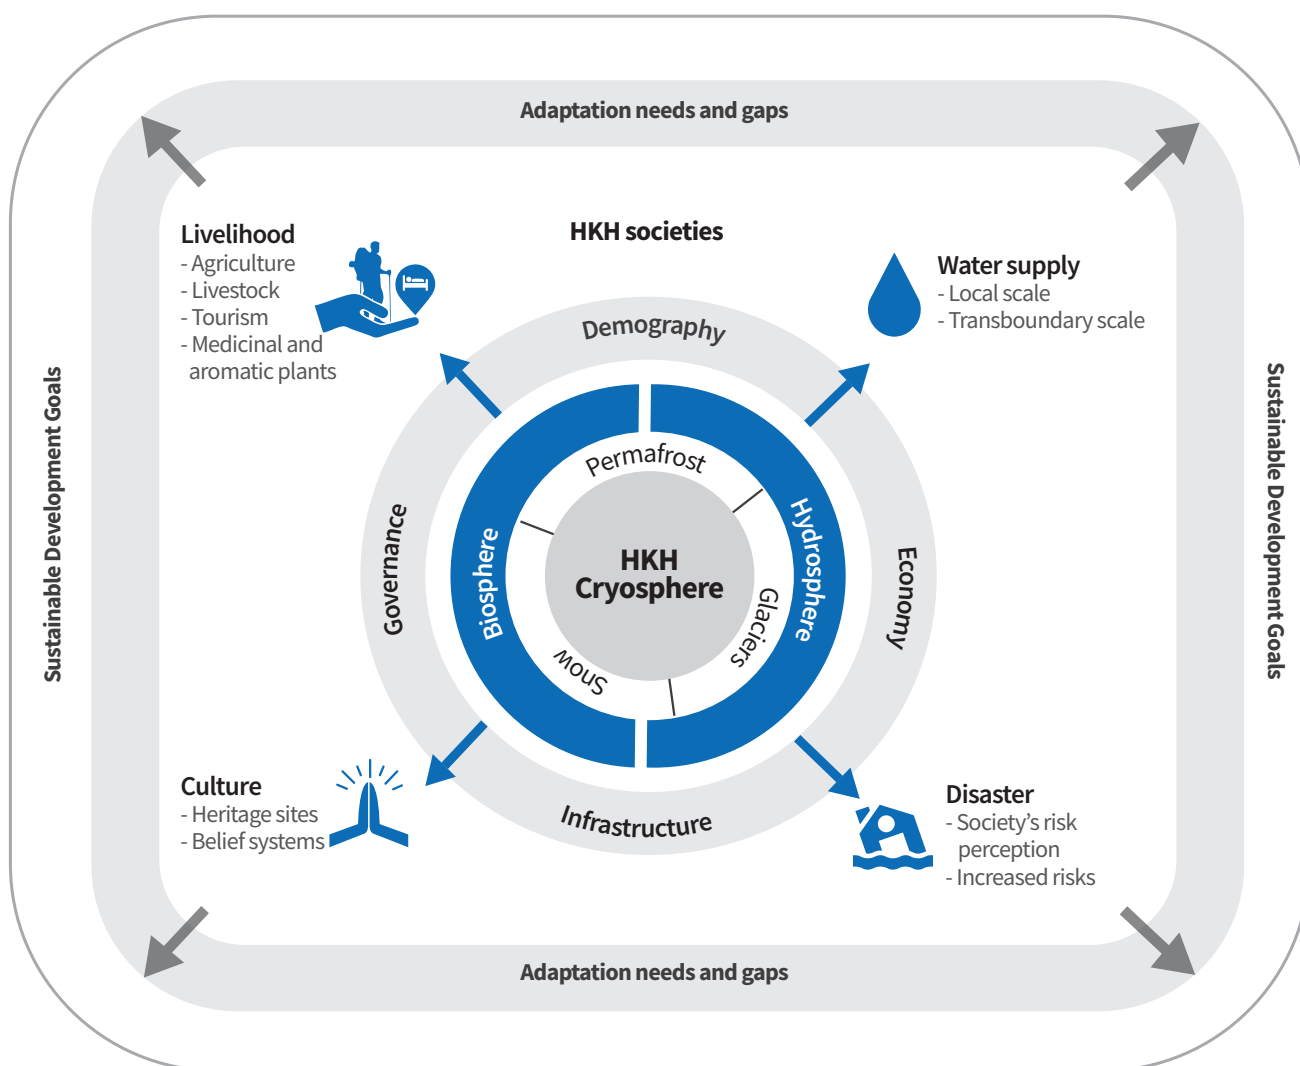 Adaptation needs and gaps
HKH societies
Livelihood
- Agriculture
- Livestock
- Tourism
- Medicinal and
aromatic plants
Water supply
- Local scale
- Transboundary scale
Sustainable Development Goals
Sustainable Development Goals
Demography
Governance
Economy
Infrastructure
Biosphere
Hydrosphere
Permafrost
Glaciers
Snow
HKH
Cryosphere
Culture
- Heritage sites
- Belief systems
Disaster
- Society's risk
perception
- Increased risks
Adaptation needs and gaps